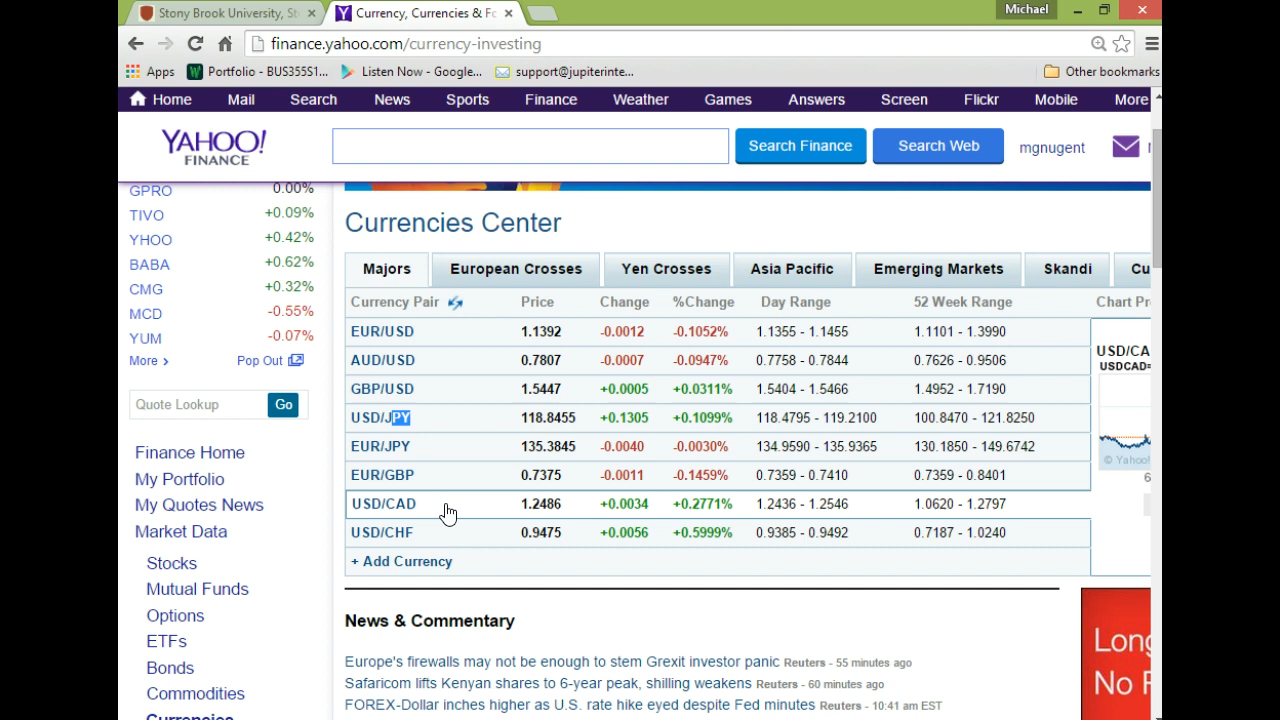 Stony Brook University, St
Currency, Currencies & Fo
Michael
finance.yahoo.com/currency-investing
Apps
Portfolio - BUS355S1...
Listen Now - Google...
support@jupiterinte...
Other bookmarks
Home Mail Search News Sports Finance Weather Games Answers Screen Flickr Mobile More
YAHOO!
FINANCE
Search Finance
Search Web
mgnugent
GPRO 0.00%
TIVO +0.09%
YHOO +0.42%
BABA +0.62%
CMG +0.32%
MCD -0.55%
YUM -0.07%
More ›
Pop Out
Quote Lookup
Go
Finance Home
My Portfolio
My Quotes News
Market Data
Stocks
Mutual Funds
Options
ETFs
Bonds
Commodities
Currencies
Currencies Center
Majors European Crosses Yen Crosses Asia Pacific Emerging Markets Skandi Cu
Currency Pair Price Change %Change Day Range 52 Week Range Chart Pr
EUR/USD 1.1392 -0.0012 -0.1052% 1.1355 - 1.1455 1.1101 - 1.3990
AUD/USD 0.7807 -0.0007 -0.0947% 0.7758 - 0.7844 0.7626 - 0.9506
GBP/USD 1.5447 +0.0005 +0.0311% 1.5404 - 1.5466 1.4952 - 1.7190
USD/JPY 118.8455 +0.1305 +0.1099% 118.4795 - 119.2100 100.8470 - 121.8250
EUR/JPY 135.3845 -0.0040 -0.0030% 134.9590 - 135.9365 130.1850 - 149.6742
EUR/GBP 0.7375 -0.0011 -0.1459% 0.7359 - 0.7410 0.7359 - 0.8401
USD/CAD 1.2486 +0.0034 +0.2771% 1.2436 - 1.2546 1.0620 - 1.2797
USD/CHF 0.9475 +0.0056 +0.5999% 0.9385 - 0.9492 0.7187 - 1.0240
+ Add Currency
USD/CA
USDCAD=
© Yahoo!
6
News & Commentary
Europe's firewalls may not be enough to stem Grexit investor panic Reuters - 55 minutes ago
Safaricom lifts Kenyan shares to 6-year peak, shilling weakens Reuters - 60 minutes ago
FOREX-Dollar inches higher as U.S. rate hike eyed despite Fed minutes Reuters - 10:41 am EST
Long
No F